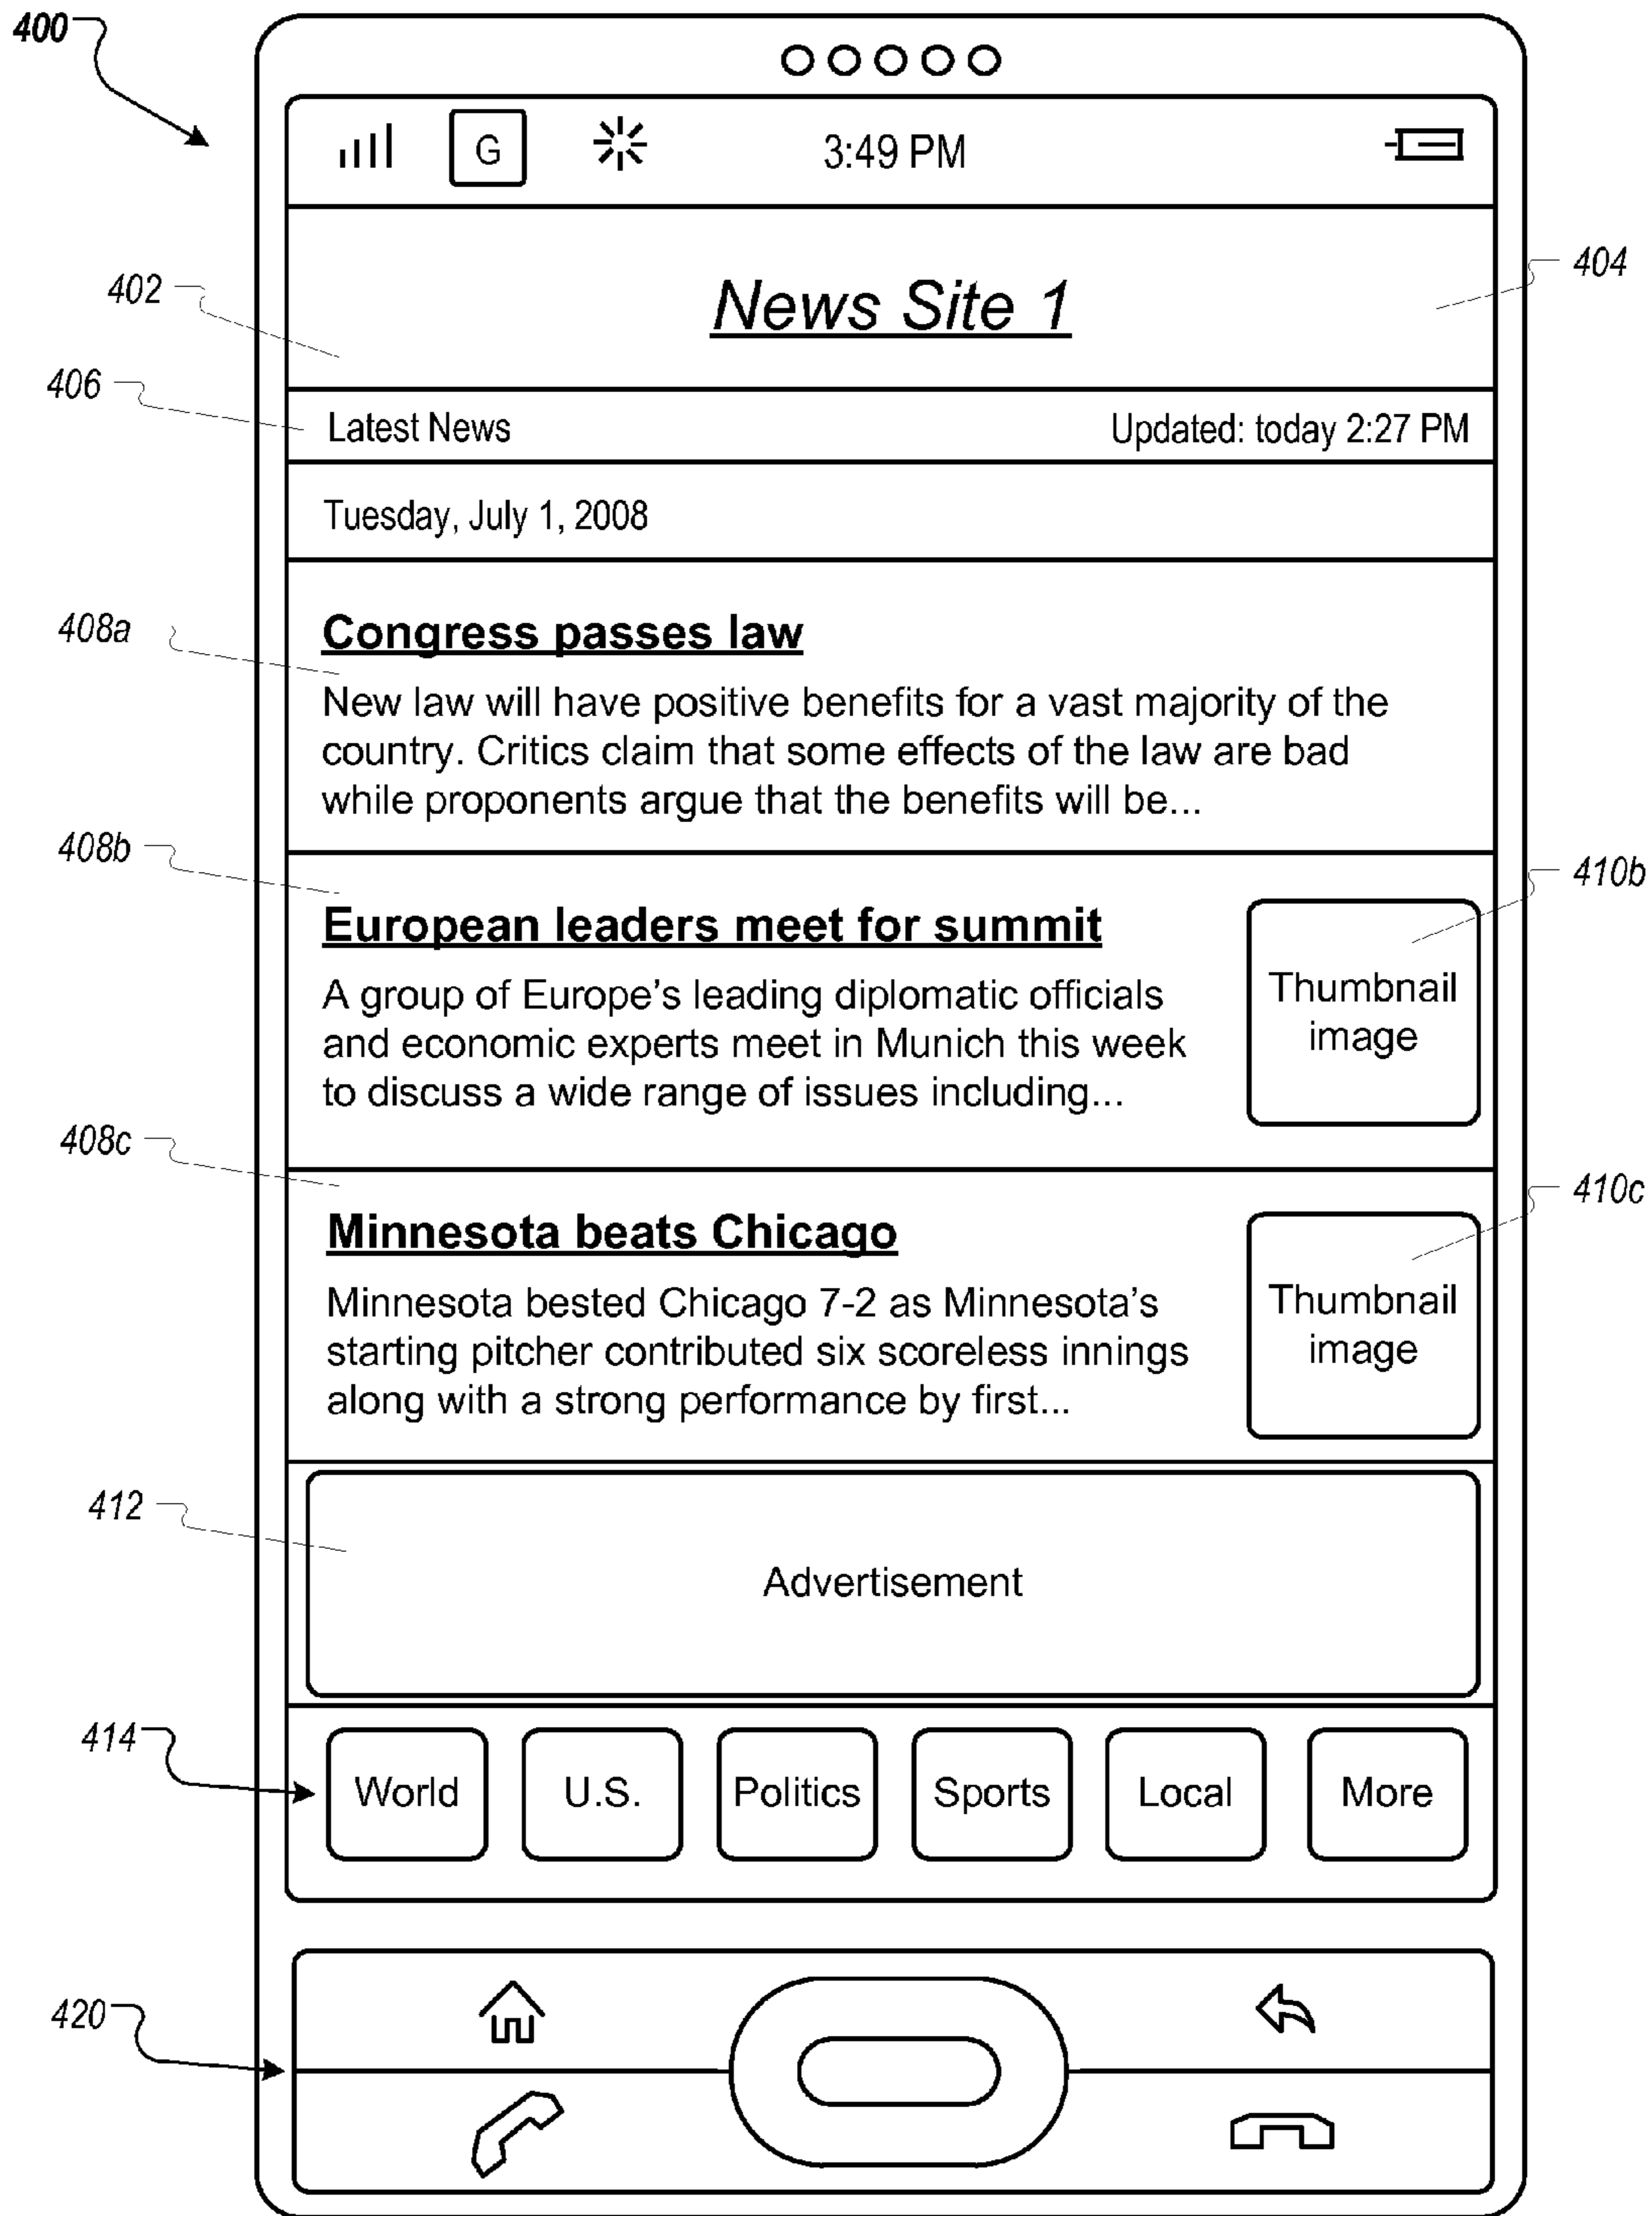 400
G
3:49 PM
402
News Site 1
404
406
Latest News
Updated: today 2:27 PM
Tuesday, July 1, 2008
408a
Congress passes law
New law will have positive benefits for a vast majority of the
country. Critics claim that some effects of the law are bad
while proponents argue that the benefits will be...
408b
European leaders meet for summit
A group of Europe's leading diplomatic officials
and economic experts meet in Munich this week
to discuss a wide range of issues including...
410b
Thumbnail
image
408c
Minnesota beats Chicago
Minnesota bested Chicago 7-2 as Minnesota's
starting pitcher contributed six scoreless innings
along with a strong performance by first...
410c
Thumbnail
image
412
Advertisement
414
World
U.S.
Politics
Sports
Local
More
420